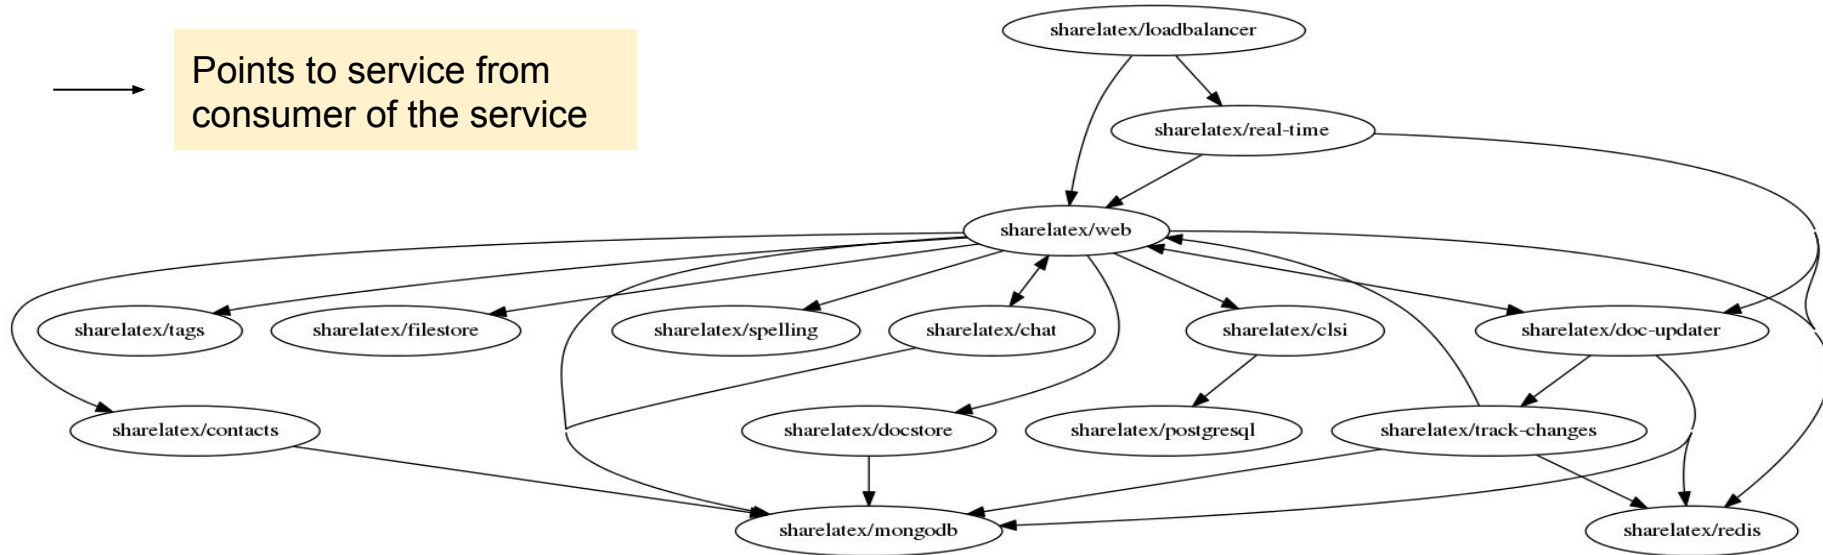 sharelatex/loadbalancer
Points to service from
consumer of the service
sharelatex/real-time
sharelatex/web
sharelatex/tags
sharelatex/filestore
sharelatex/spelling
sharelatex/chat
sharelatex/clsi
sharelatex/doc-updater
sharelatex/contacts
sharelatex/docstore
sharelatex/postgresql
sharelatex/track-changes
sharelatex/mongodb
sharelatex/redis